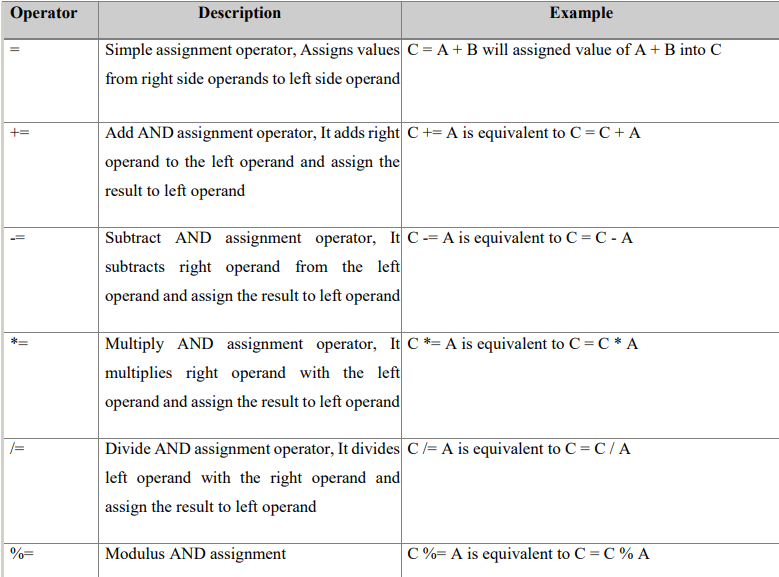 Operator Description Example
= Simple assignment operator, Assigns values C = A + B will assigned value of A + B into C
from right side operands to left side operand
+= Add AND assignment operator, It adds right C += A is equivalent to C = C + A
operand to the left operand and assign the
result to left operand
-= Subtract AND assignment operator, It C -= A is equivalent to C = C - A
subtracts right operand from the left
operand and assign the result to left operand
*= Multiply AND assignment operator, It C *= A is equivalent to C = C * A
multiplies right operand with the left
operand and assign the result to left operand
/= Divide AND assignment operator, It divides C /= A is equivalent to C = C / A
left operand with the right operand and
assign the result to left operand
%= Modulus AND assignment C %= A is equivalent to C = C % A